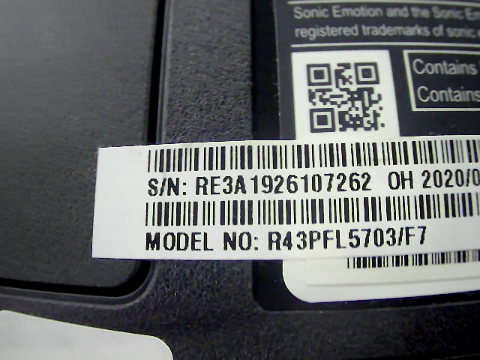 Sonic Emotion and the Sonic Em
registered trademarks of sonic e
Contains
Contains
S/N: RE3A1926107262 OH 2020/0
MODEL NO: R43PFL5703/F7